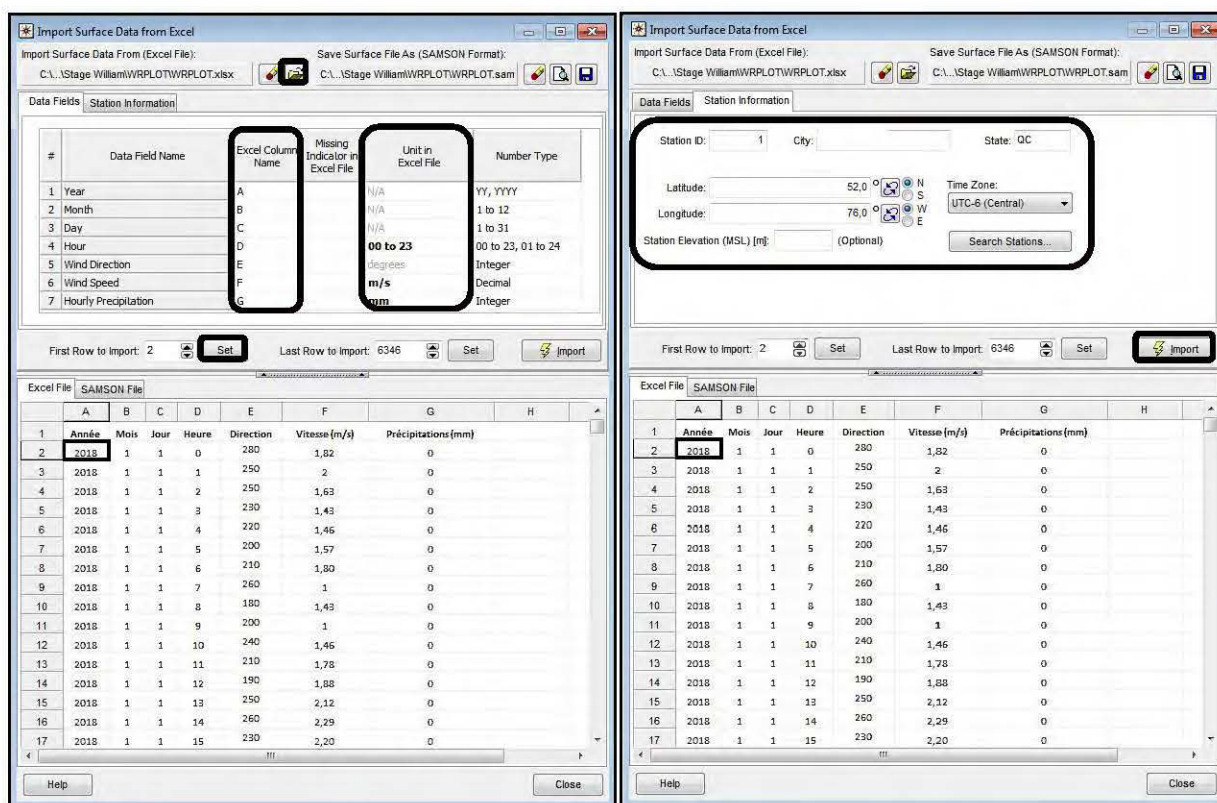 Import Surface Data from Excel
Import Surface Data From (Excel File):
Save Surface File As (SAMSON Format):
C:\...\Stage William\WRPLOT\WRPLOT.xlsx
C:\...\Stage William\WRPLOT\WRPLOT.sam
Data Fields Station Information
# Data Field Name Excel Column Name Missing Indicator in Excel File Unit in Excel File Number Type
1 Year A N/A YY, YYYY
2 Month B N/A 1 to 12
3 Day C N/A 1 to 31
4 Hour D 00 to 23 00 to 23, 01 to 24
5 Wind Direction E degrees Integer
6 Wind Speed F m/s Decimal
7 Hourly Precipitation G mm Integer
First Row to Import: 2 Set Last Row to Import: 6346 Set Import
Excel File SAMSON File
A B C D E F G H
1 Année Mois Jour Heure Direction Vitesse (m/s) Précipitations (mm)
2 2018 1 1 0 280 1,82 0
3 2018 1 1 1 250 2 0
4 2018 1 1 2 250 1,63 0
5 2018 1 1 3 230 1,43 0
6 2018 1 1 4 220 1,46 0
7 2018 1 1 5 200 1,57 0
8 2018 1 1 6 210 1,80 0
9 2018 1 1 7 260 1 0
10 2018 1 1 8 180 1,43 0
11 2018 1 1 9 200 1 0
12 2018 1 1 10 240 1,46 0
13 2018 1 1 11 210 1,78 0
14 2018 1 1 12 190 1,88 0
15 2018 1 1 13 250 2,12 0
16 2018 1 1 14 260 2,29 0
17 2018 1 1 15 230 2,20 0
Help Close
Import Surface Data from Excel
Import Surface Data From (Excel File):
Save Surface File As (SAMSON Format):
C:\...\Stage William\WRPLOT\WRPLOT.xlsx
C:\...\Stage William\WRPLOT\WRPLOT.sam
Data Fields Station Information
Station ID: 1 City: State: QC
Latitude: 52,0 ° N S Time Zone:
UTC-6 (Central)
Longitude: 76,0 ° W E
Station Elevation (MSL) [m]: (Optional) Search Stations...
First Row to Import: 2 Set Last Row to Import: 6346 Set Import
Excel File SAMSON File
A B C D E F G H
1 Année Mois Jour Heure Direction Vitesse (m/s) Précipitations (mm)
2 2018 1 1 0 280 1,82 0
3 2018 1 1 1 250 2 0
4 2018 1 1 2 250 1,63 0
5 2018 1 1 3 230 1,43 0
6 2018 1 1 4 220 1,46 0
7 2018 1 1 5 200 1,57 0
8 2018 1 1 6 210 1,80 0
9 2018 1 1 7 260 1 0
10 2018 1 1 8 180 1,43 0
11 2018 1 1 9 200 1 0
12 2018 1 1 10 240 1,46 0
13 2018 1 1 11 210 1,78 0
14 2018 1 1 12 190 1,88 0
15 2018 1 1 13 250 2,12 0
16 2018 1 1 14 260 2,29 0
17 2018 1 1 15 230 2,20 0
Help Close